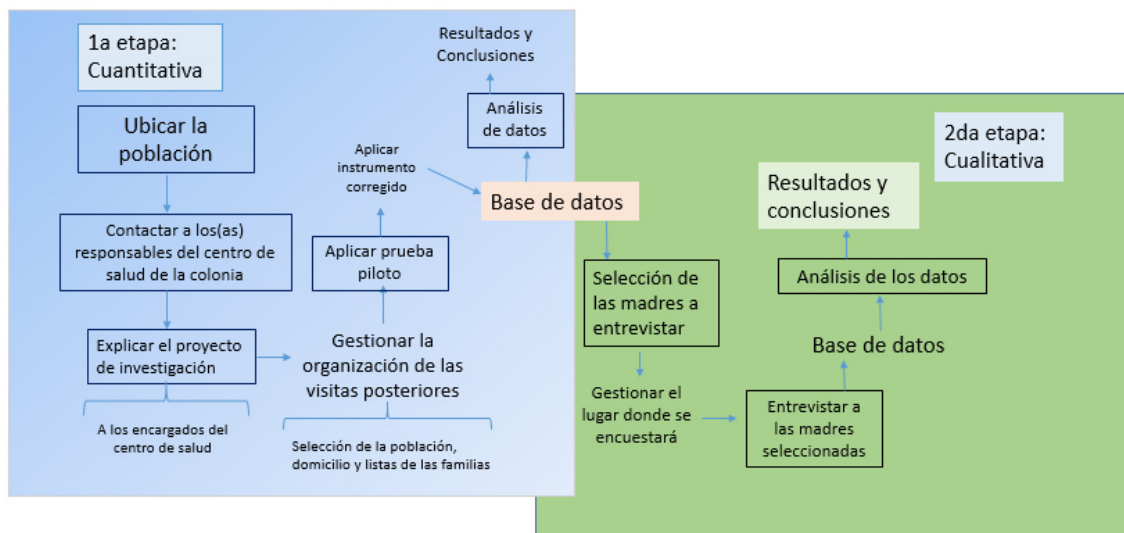 1a etapa:
Cuantitativa
Ubicar la
población
Contactar a los(as)
responsables del centro de
salud de la colonia
Explicar el proyecto
de investigación
A los encargados del
centro de salud
Gestionar la
organización de las
visitas posteriores
Selección de la población,
domicilio y listas de las familias
Aplicar prueba
piloto
Aplicar
instrumento
corregido
Base de datos
Análisis
de datos
Resultados y
Conclusiones
2da etapa:
Cualitativa
Selección de
las madres a
entrevistar
Gestionar el
lugar donde se
encuestará
Entrevistar a
las madres
seleccionadas
Base de datos
Análisis de los datos
Resultados y
conclusiones